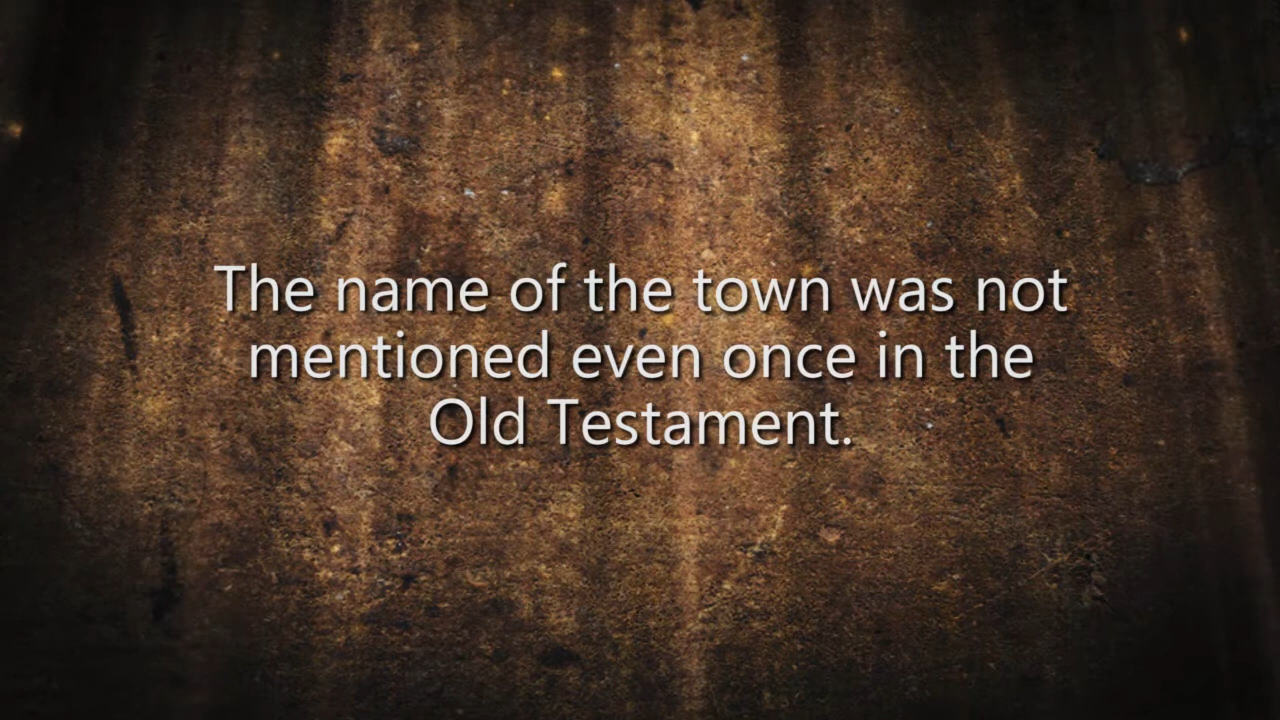 The name of the town was not
mentioned even once in the
Old Testament.